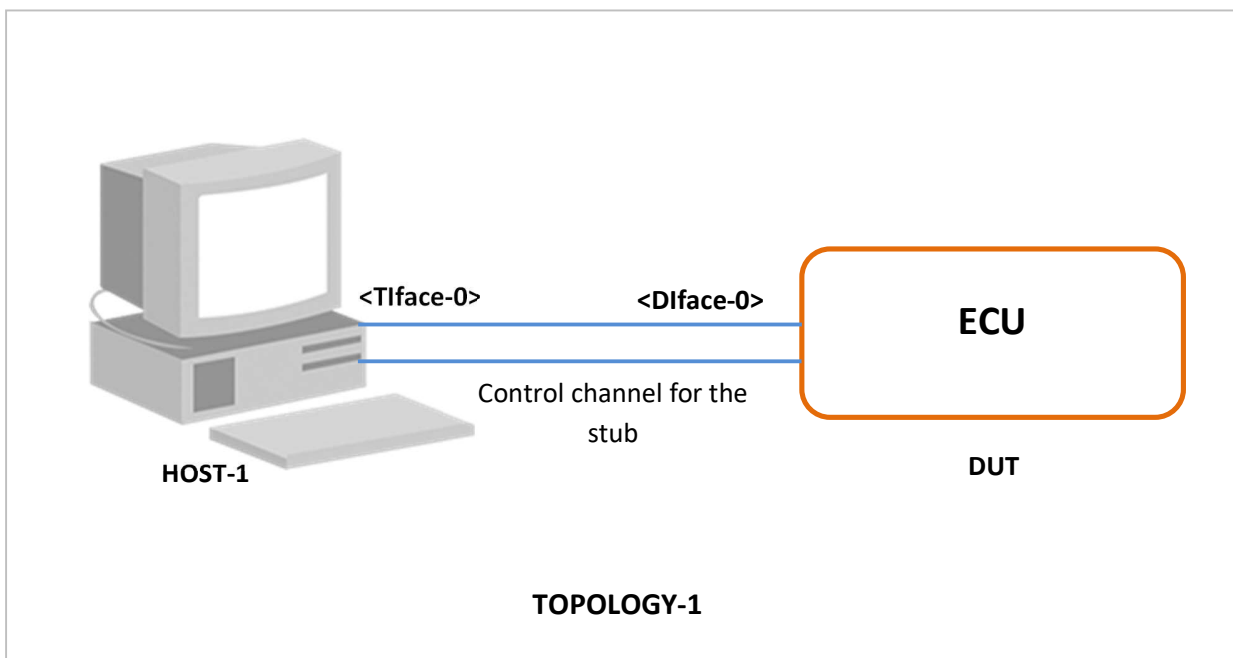 <TIface-0>
<DIface-0>
ECU
Control channel for the
stub
HOST-1
DUT
TOPOLOGY-1